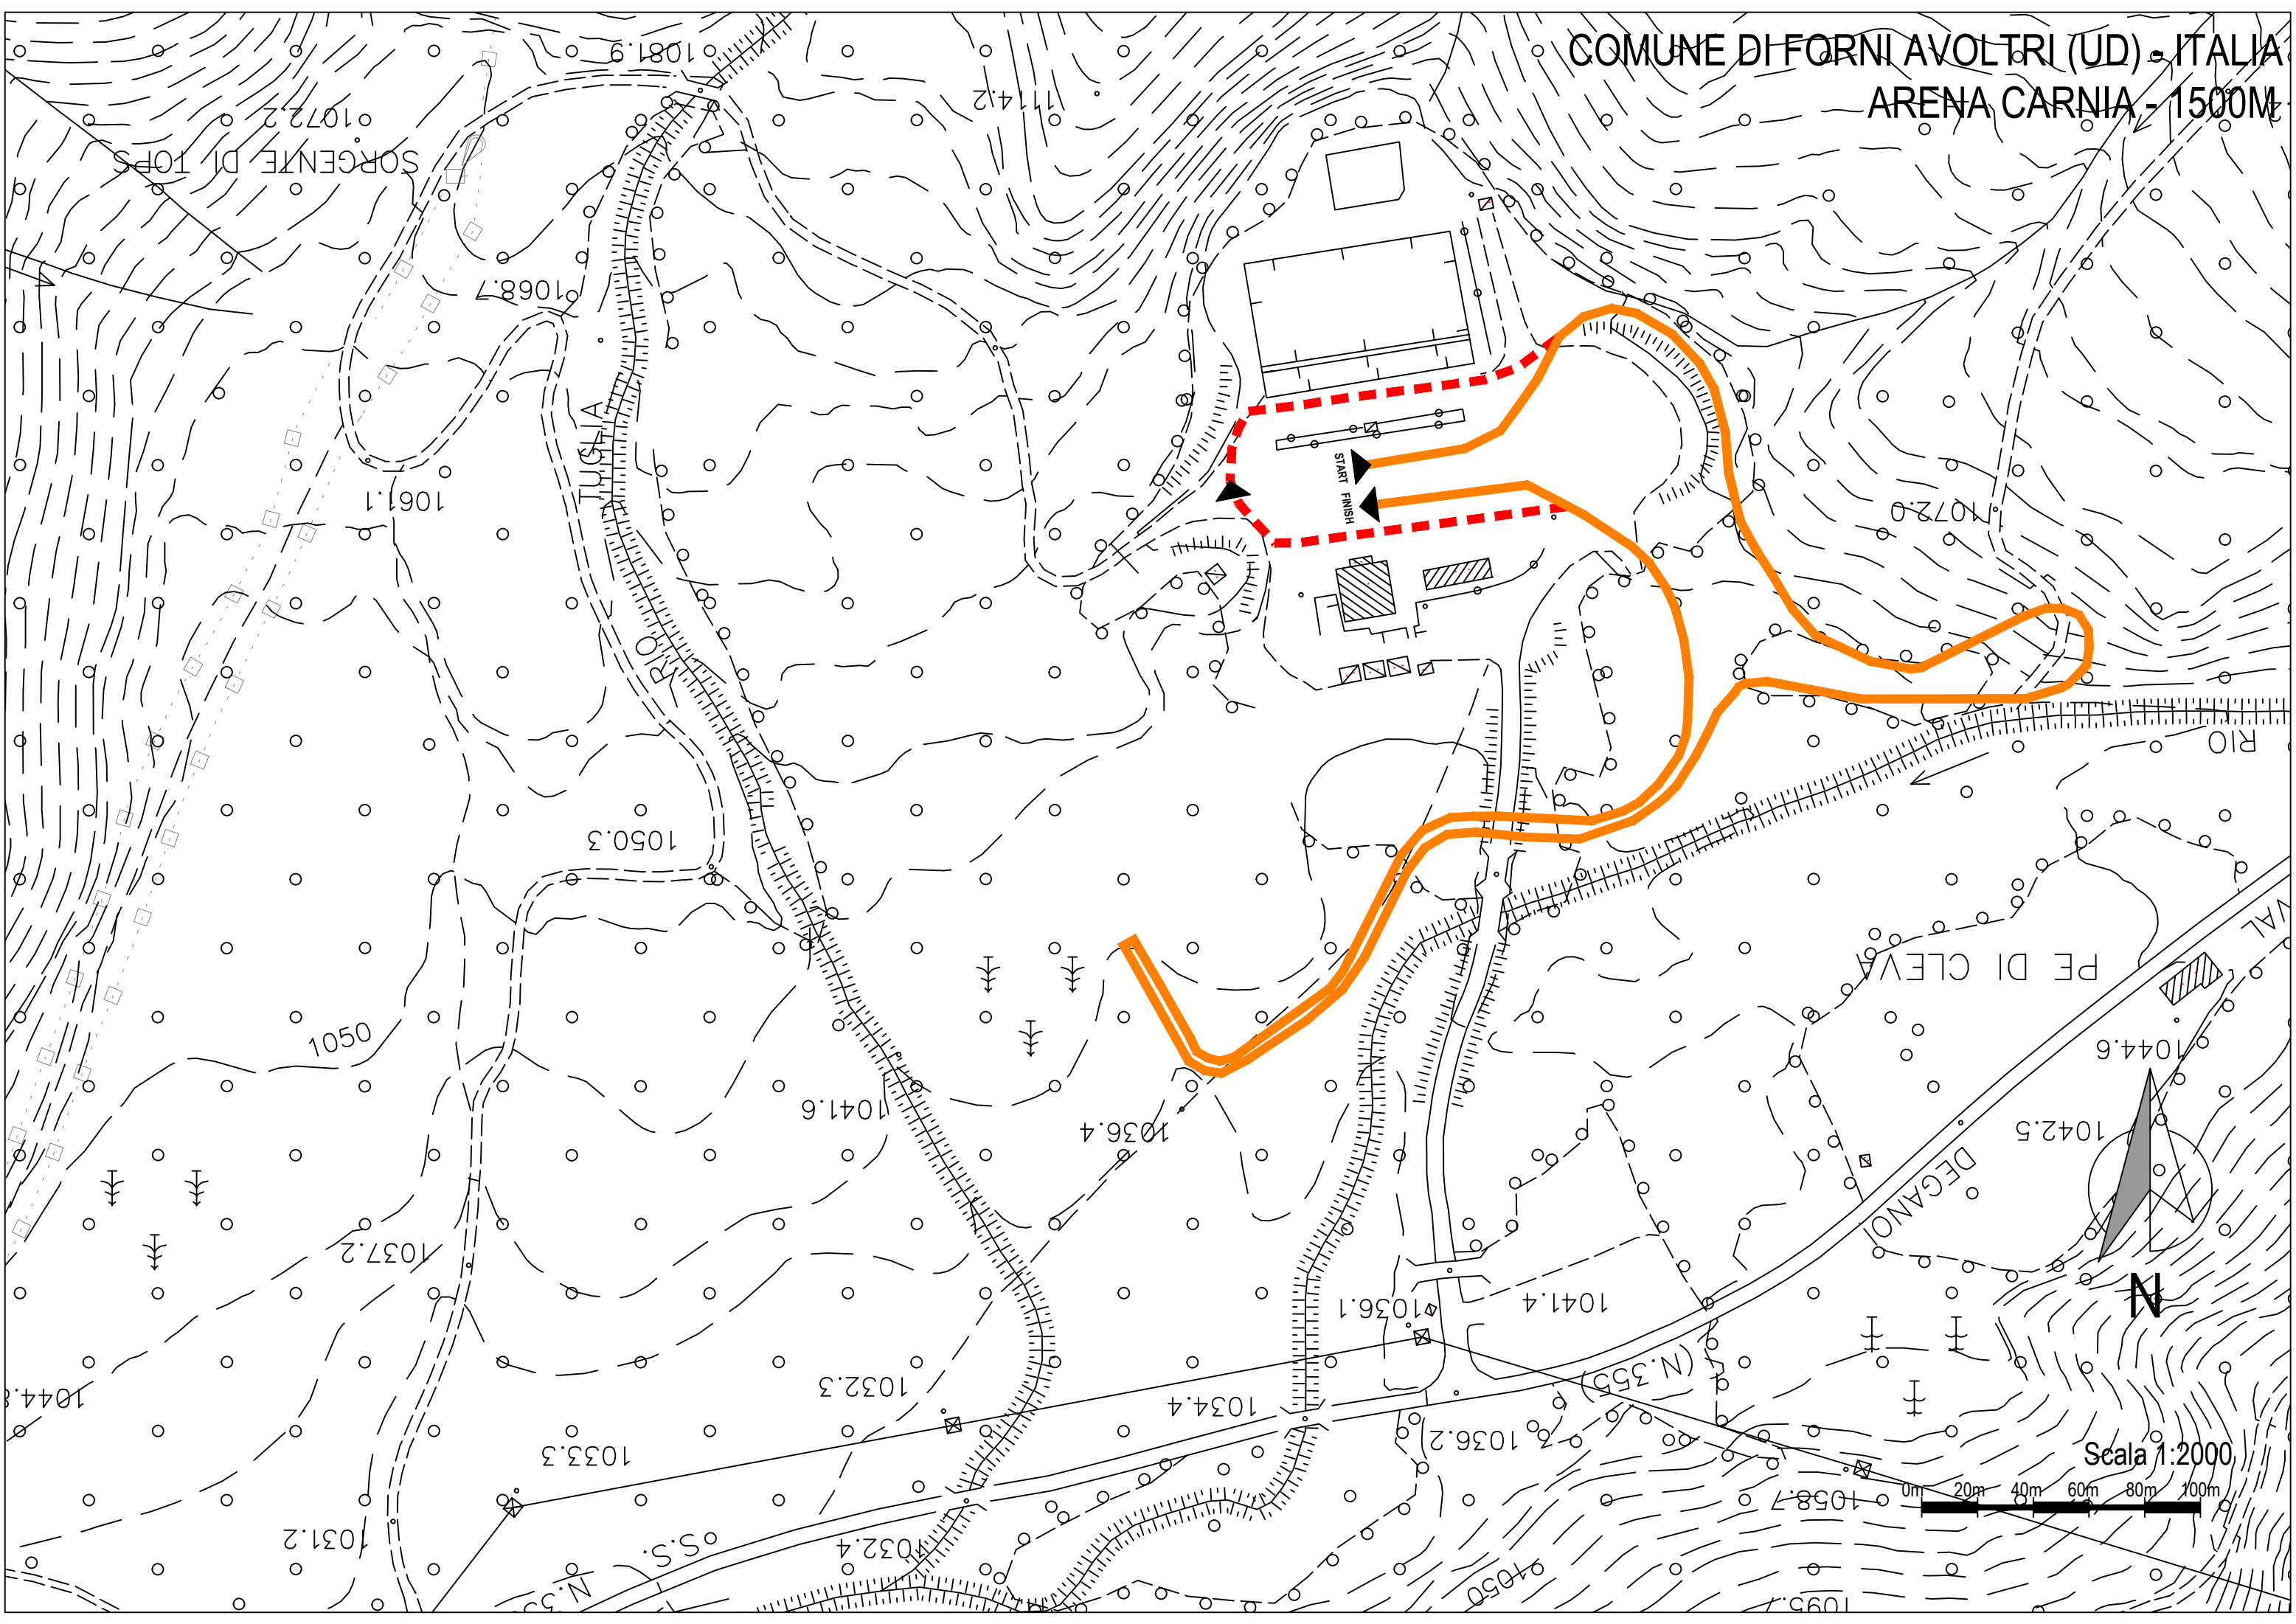 COMUNE DI FORNI AVOLTRI (UD) - ITALIA
ARENA CARNIA - 1500M
1081.9
1114.2
1072.2
SORGENTE DI TOPS
1068.7
TUGLIA
RIO
1061.1
START
FINISH
1072.0
RIO
1050.3
VAL
PE DI CLEVA
1050
1044.6
1041.6
1036.4
1042.5
DEGANO
1037.2
N
1036.1
1041.4
(N.355)
1032.3
1034.4
1036.2
1033.3
Scala 1:2000
0m 20m 40m 60m 80m 100m
1058.7
1031.2
1032.4
S.S.
N.
1050
1095.7